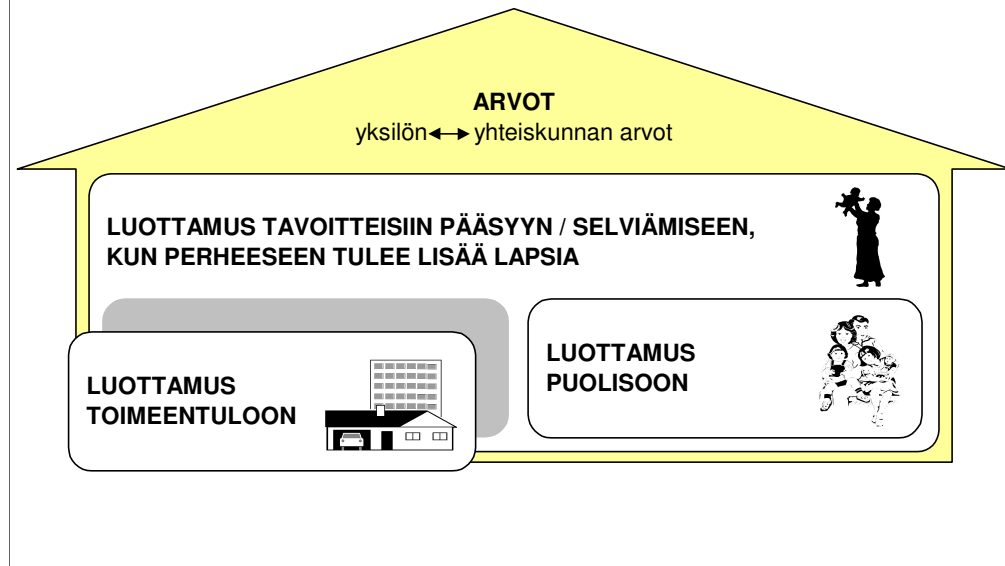 ARVOT
yksilön↔yhteiskunnan arvot
LUOTTAMUS TAVOITTEISIIN PÄÄSYYN / SELVIÄMISEEN,
KUN PERHEESEEN TULEE LISÄÄ LAPSIA
LUOTTAMUS
TOIMEENTULOON
LUOTTAMUS
PUOLISOON